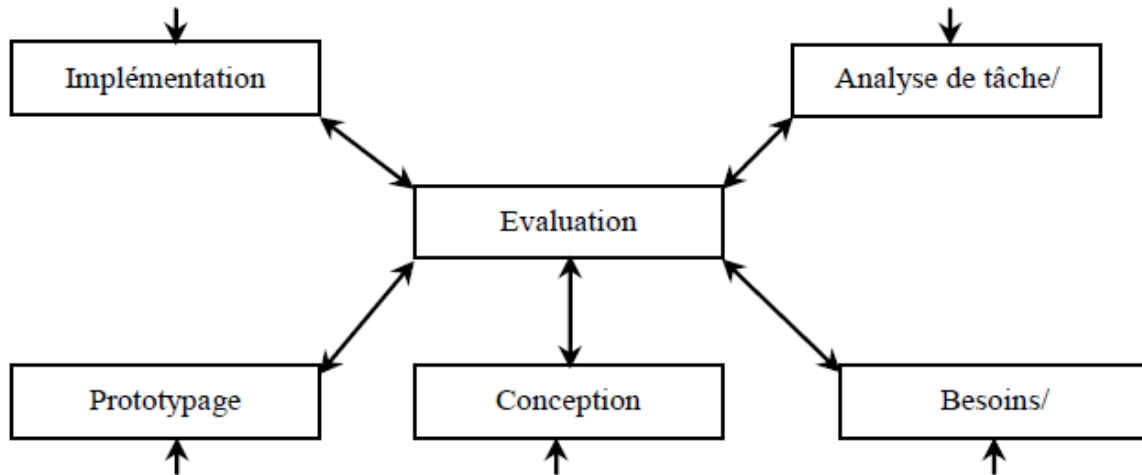 Implémentation
Analyse de tâche/
Evaluation
Prototypage
Conception
Besoins/